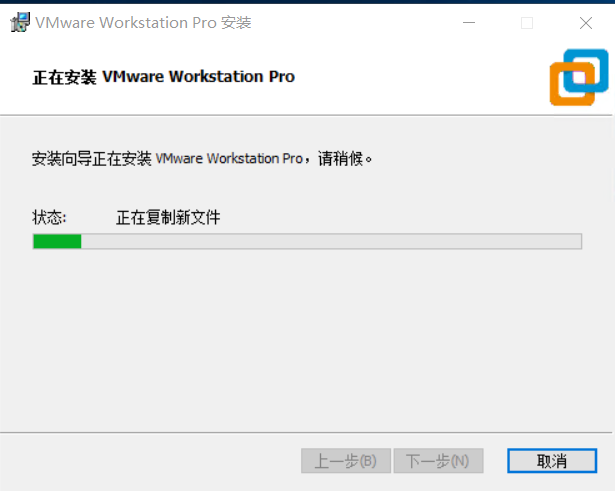 VMware Workstation Pro 安装
正在安装 VMware Workstation Pro
安装向导正在安装 VMware Workstation Pro，请稍候。
状态: 正在复制新文件
上一步(B) 下一步(N) 取消